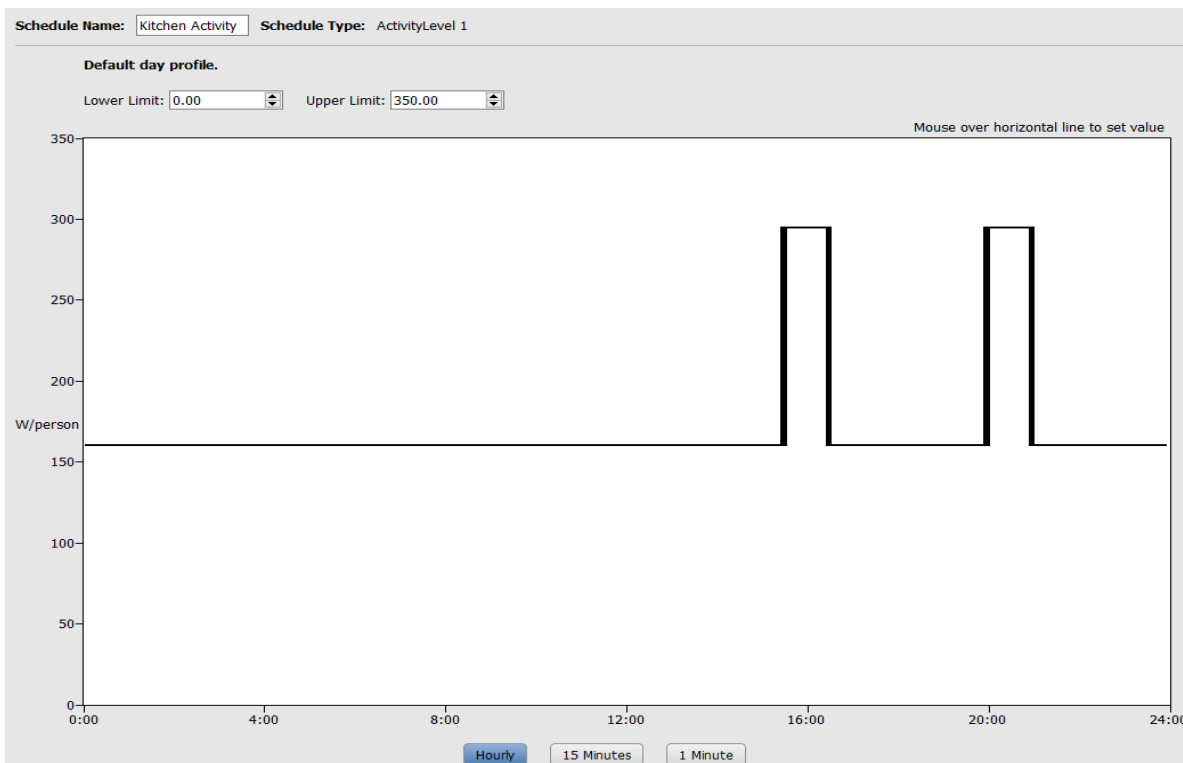 Schedule Name: Kitchen Activity Schedule Type: ActivityLevel 1
Default day profile.
Lower Limit: 0.00 Upper Limit: 350.00
Mouse over horizontal line to set value
350
300
250
200
W/person
150
100
50
0
0:00 4:00 8:00 12:00 16:00 20:00 24:00
Hourly 15 Minutes 1 Minute